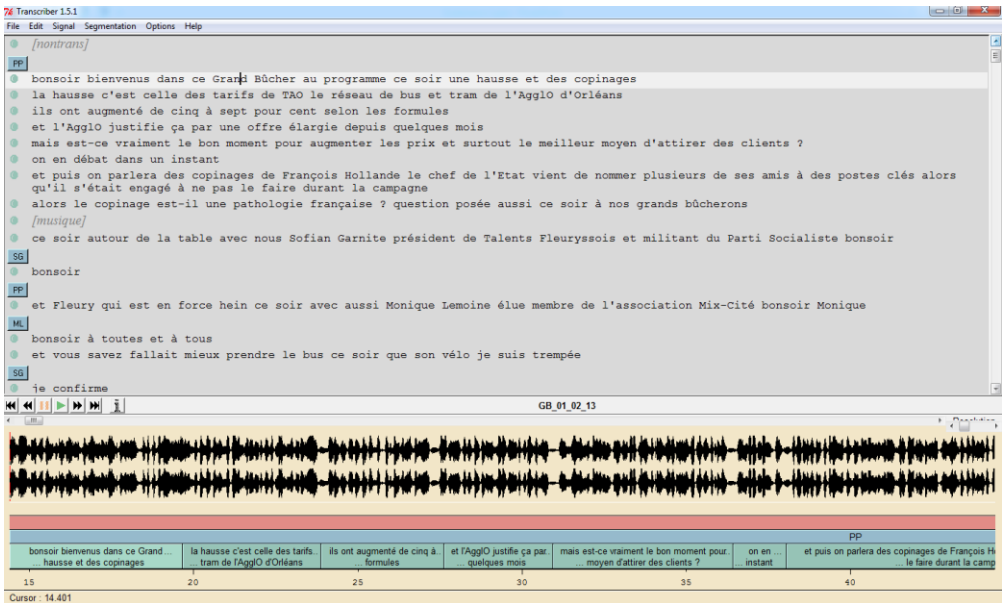 Transcriber 1.5.1
File Edit Signal Segmentation Options Help
[nontrans]
PP
bonsoir bienvenus dans ce Grand Bûcher au programme ce soir une hausse et des copinages
la hausse c'est celle des tarifs de TAO le réseau de bus et tram de l'AgglO d'Orléans
ils ont augmenté de cinq à sept pour cent selon les formules
et l'AgglO justifie ça par une offre élargie depuis quelques mois
mais est-ce vraiment le bon moment pour augmenter les prix et surtout le meilleur moyen d'attirer des clients ?
on en débat dans un instant
et puis on parlera des copinages de François Hollande le chef de l'Etat vient de nommer plusieurs de ses amis à des postes clés alors
qu'il s'était engagé à ne pas le faire durant la campagne
alors le copinage est-il une pathologie française ? question posée aussi ce soir à nos grands bûcherons
[musique]
ce soir autour de la table avec nous Sofian Garnite président de Talents Fleuryssois et militant du Parti Socialiste bonsoir
SG
bonsoir
PP
et Fleury qui est en force hein ce soir avec aussi Monique Lemoine élue membre de l'association Mix-Cité bonsoir Monique
ML
bonsoir à toutes et à tous
et vous savez fallait mieux prendre le bus ce soir que son vélo je suis trempée
SG
je confirme
GB_01_02_13
PP
bonsoir bienvenus dans ce Grand ... la hausse c'est celle des tarifs... ils ont augmenté de cinq à... et l'AgglO justifie ça par... mais est-ce vraiment le bon moment pour... on en ... et puis on parlera des copinages de François H
... hausse et des copinages ... tram de l'AgglO d'Orléans ... formules ... quelques mois ... moyen d'attirer des clients ? ... instant ... le faire durant la camp
15 20 25 30 35 40
Cursor : 14.401